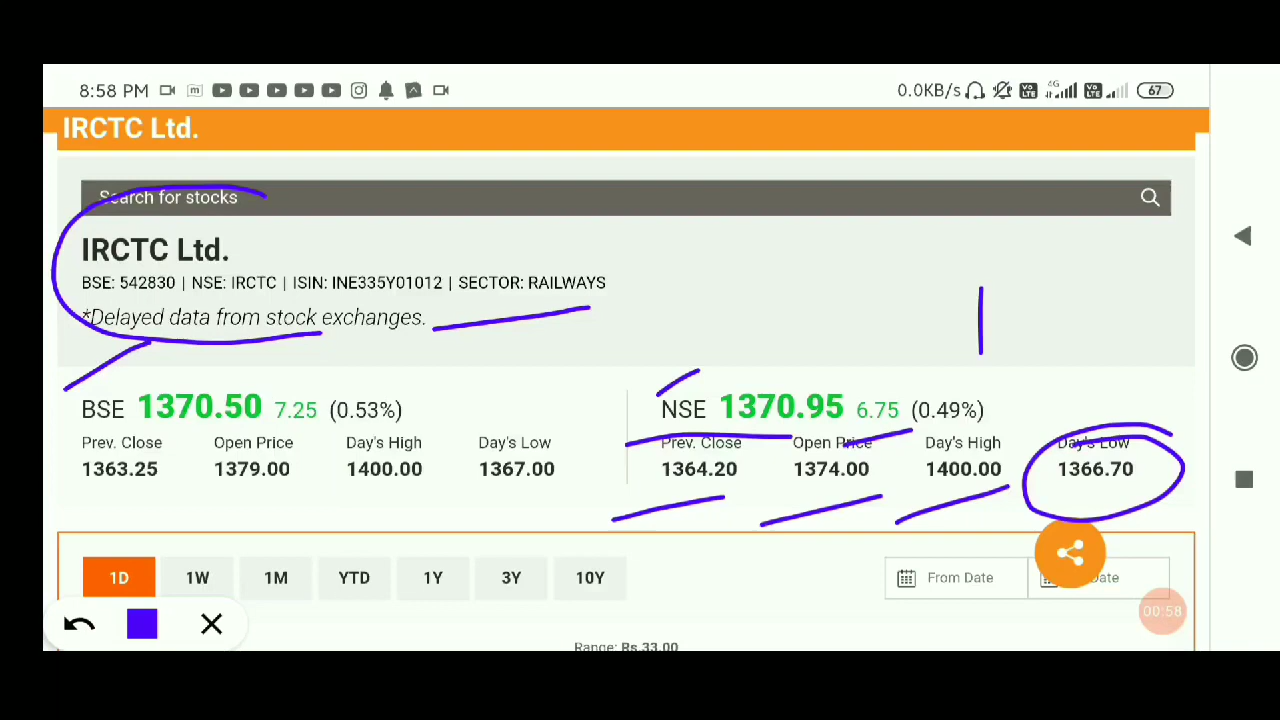 8:58 PM 0.0KB/s 4G 67
IRCTC Ltd.
Search for stocks
IRCTC Ltd.
BSE: 542830 | NSE: IRCTC | ISIN: INE335Y01012 | SECTOR: RAILWAYS
*Delayed data from stock exchanges.
BSE 1370.50 7.25 (0.53%) NSE 1370.95 6.75 (0.49%)
Prev. Close Open Price Day's High Day's Low Prev. Close Open Price Day's High Day's Low
1363.25 1379.00 1400.00 1367.00 1364.20 1374.00 1400.00 1366.70
1D 1W 1M YTD 1Y 3Y 10Y From Date Date
00:58
Range: Rs.33.00